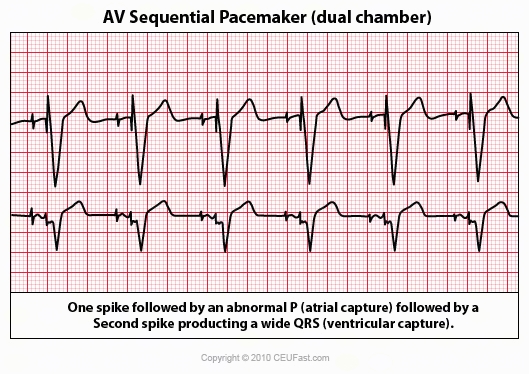 AV Sequential Pacemaker (dual chamber)
One spike followed by an abnormal P (atrial capture) followed by a
Second spike producting a wide QRS (ventricular capture).
Copyright © 2010 CEUFast.com